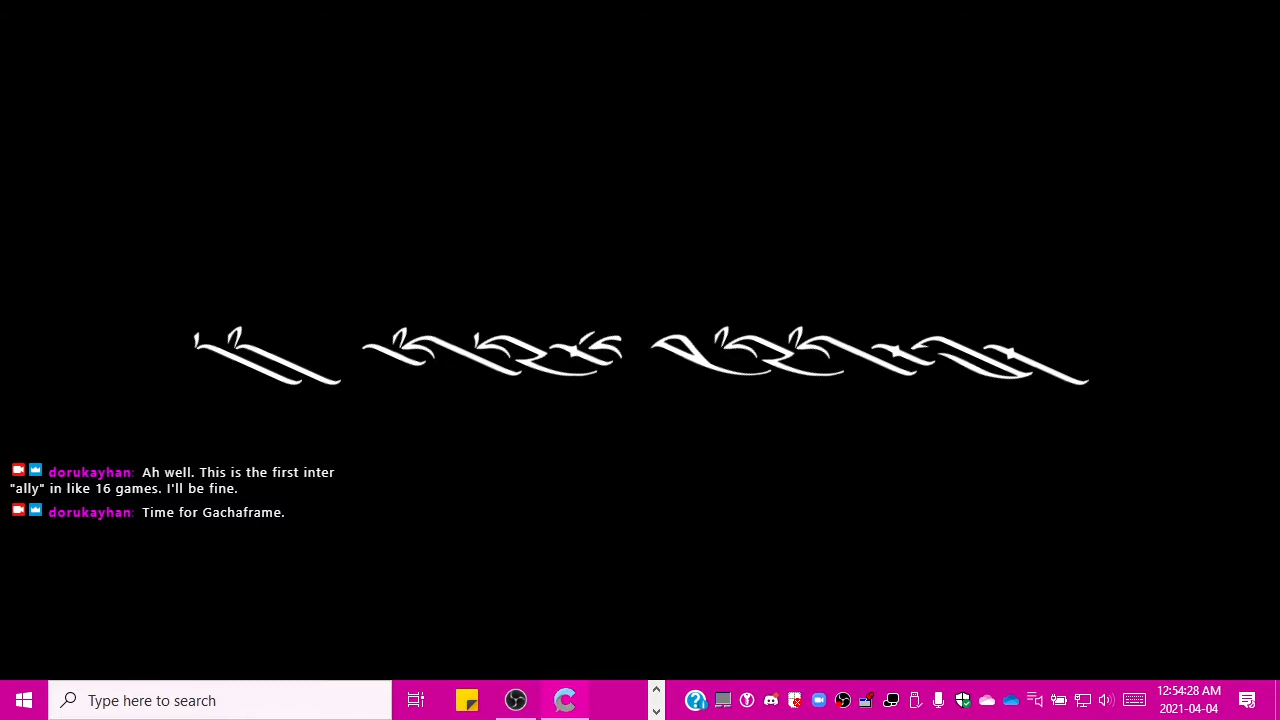 dorukayhan: Ah well. This is the first inter
"ally" in like 16 games. I'll be fine.
dorukayhan: Time for Gachaframe.
Type here to search
12:54:28 AM
2021-04-04